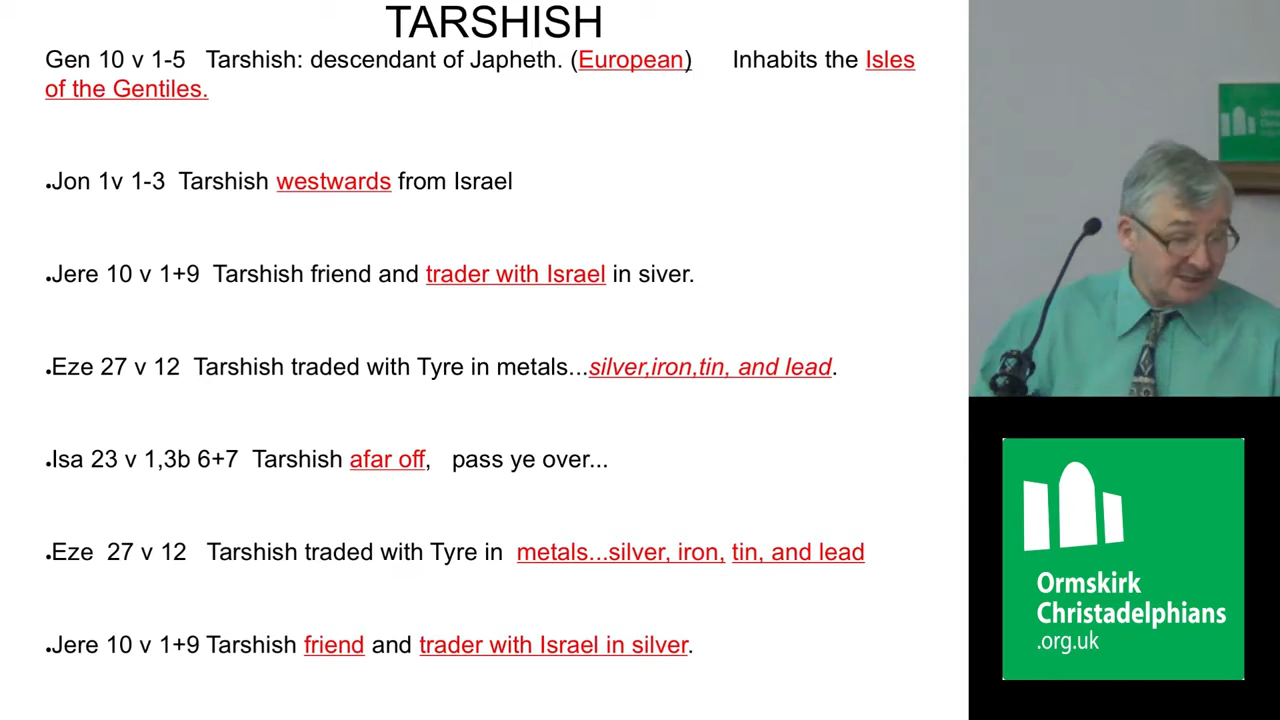 TARSHISH
Gen 10 v 1-5 Tarshish: descendant of Japheth. (European) Inhabits the Isles
of the Gentiles.
•Jon 1v 1-3 Tarshish westwards from Israel
•Jere 10 v 1+9 Tarshish friend and trader with Israel in siver.
•Eze 27 v 12 Tarshish traded with Tyre in metals...silver,iron,tin, and lead.
•Isa 23 v 1,3b 6+7 Tarshish afar off, pass ye over...
•Eze 27 v 12 Tarshish traded with Tyre in metals...silver, iron, tin, and lead
•Jere 10 v 1+9 Tarshish friend and trader with Israel in silver.
Ormskirk
Christadelphians
.org.uk